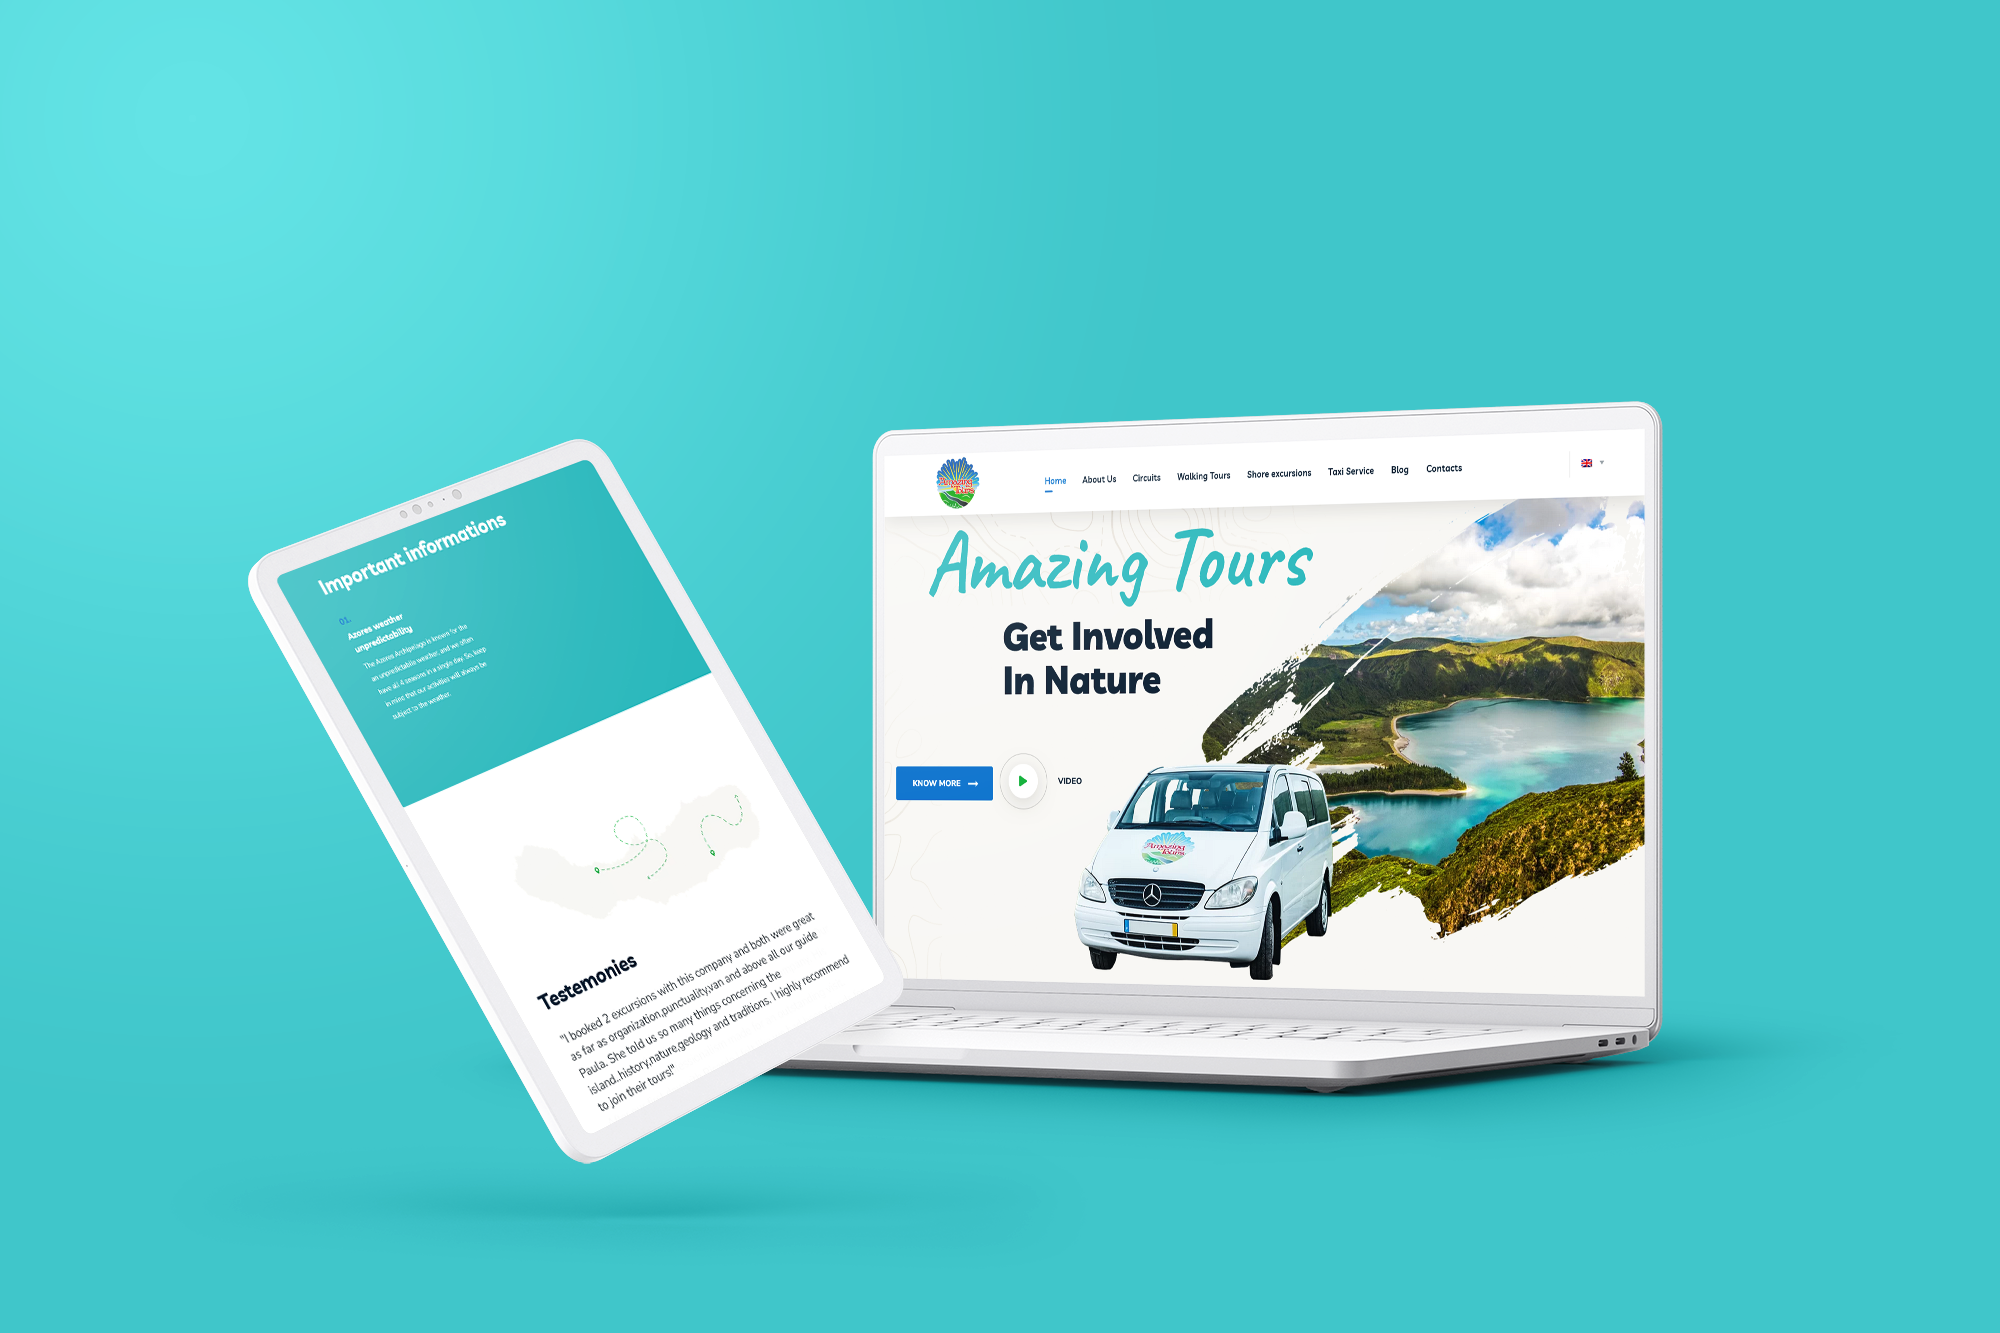 Important informations
01.
Azores weather
unpredictability
The Azores Archipelago is known for the
an unpredictable weather, and we often
have all 4 seasons in a single day. So, keep
in mine that our activities will always be
subject to the weather.
Testemonies
"I booked 2 excursions with this company and both were great
as far as organization,punctuality,van and above all our guide
Paula. She told us so many things concerning the
island..history,nature,geology and traditions. I highly recommend
to join their tours!"
Amazing
Tours
Home About Us Circuits Walking Tours Shore excursions Taxi Service Blog Contacts
Amazing Tours
Get Involved
In Nature
KNOW MORE
VIDEO
Amazing
Tours